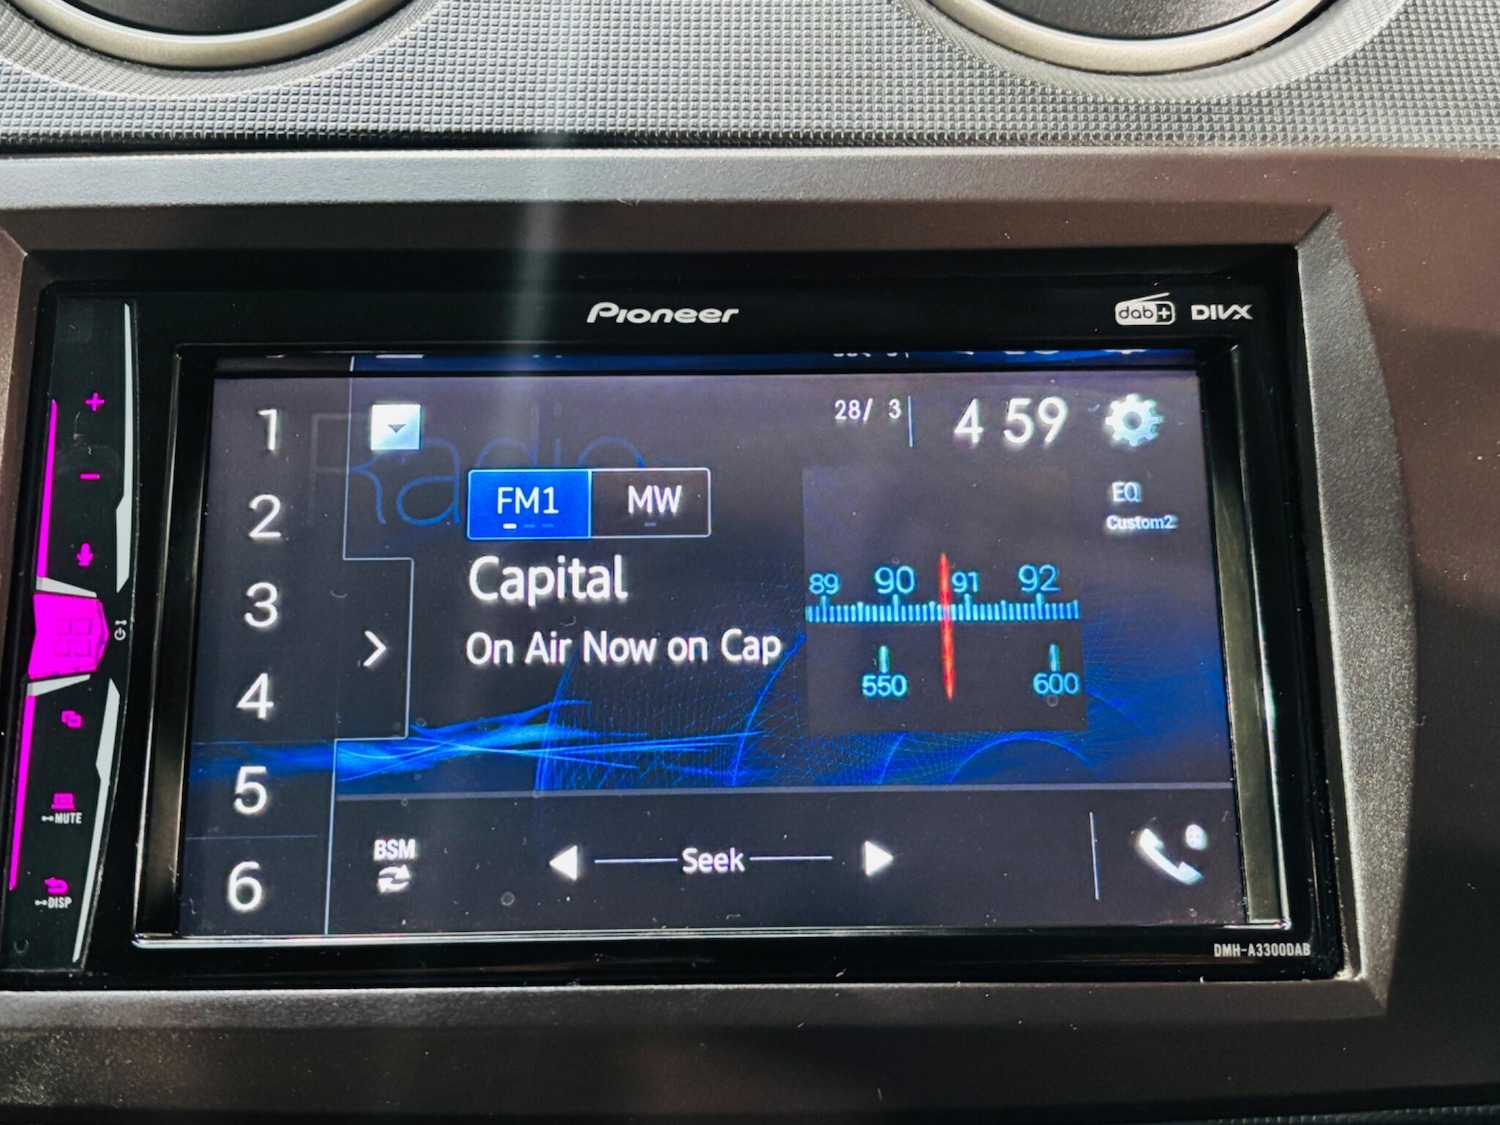 Pioneer
dab+ DIVX
1
2
3
4
5
6
Radio
28/ 3
4 59
FM1
MW
EQ
Custom2
Capital
On Air Now on Cap
89 90 91 92
550 600
BSM
Seek
MUTE
DISP
DMH-A3300DAB